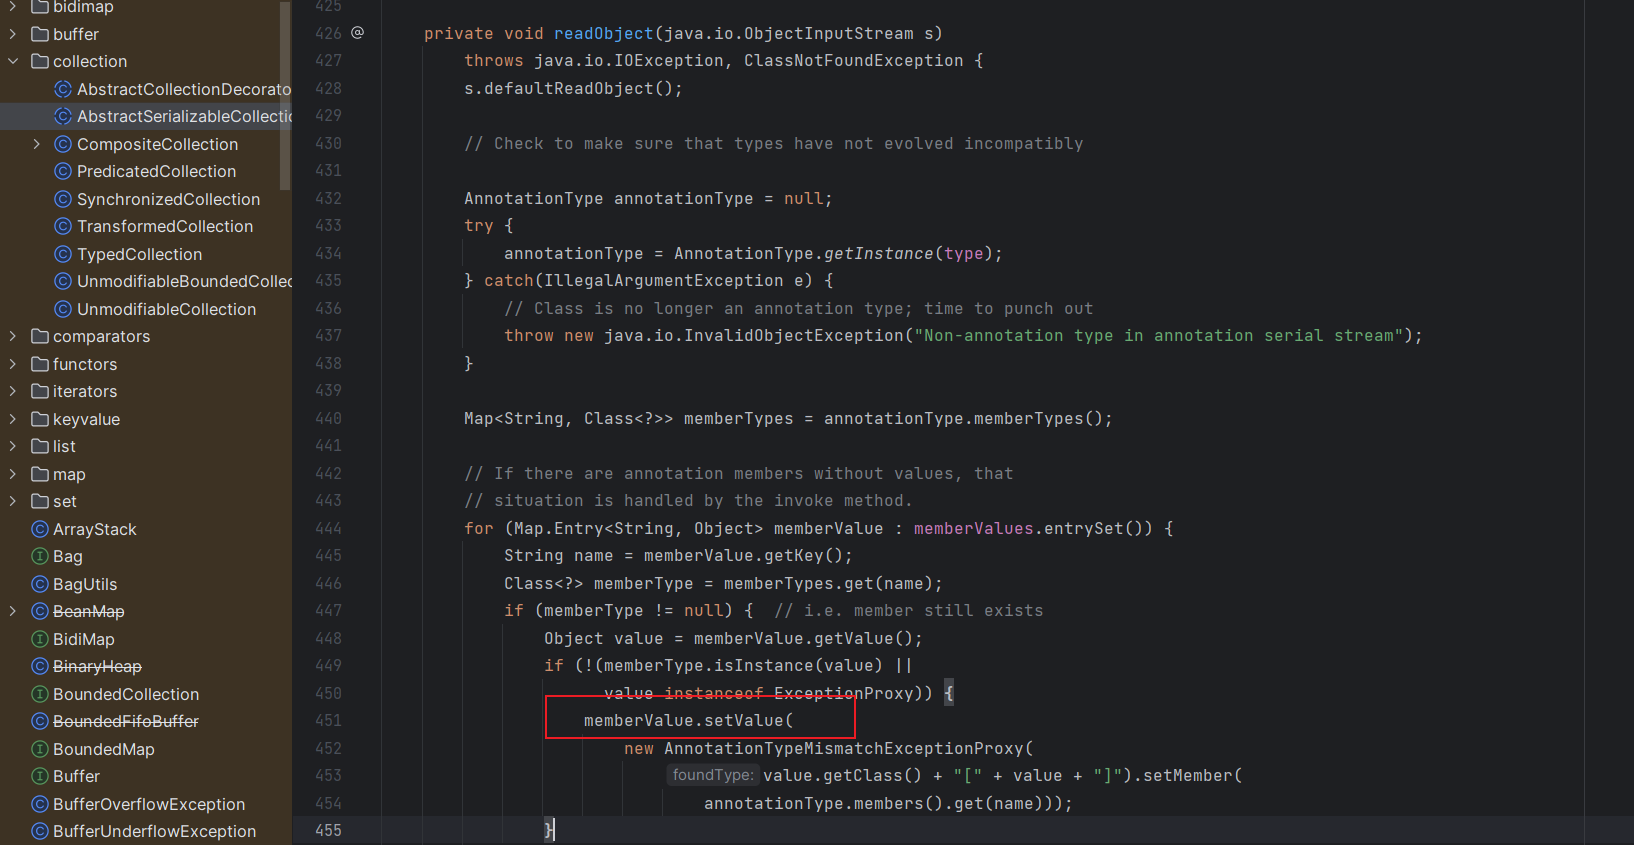 bidimap
buffer
collection
AbstractCollectionDecorato
AbstractSerializableCollectic
CompositeCollection
PredicatedCollection
SynchronizedCollection
TransformedCollection
TypedCollection
UnmodifiableBoundedCollec
UnmodifiableCollection
comparators
functors
iterators
keyvalue
list
map
set
ArrayStack
Bag
BagUtils
BeanMap
BidiMap
BinaryHeap
BoundedCollection
BoundedFifoBuffer
BoundedMap
Buffer
BufferOverflowException
BufferUnderflowException
425
426 @ private void readObject(java.io.ObjectInputStream s)
427 throws java.io.IOException, ClassNotFoundException {
428 s.defaultReadObject();
429
430 // Check to make sure that types have not evolved incompatibly
431
432 AnnotationType annotationType = null;
433 try {
434 annotationType = AnnotationType.getInstance(type);
435 } catch(IllegalArgumentException e) {
436 // Class is no longer an annotation type; time to punch out
437 throw new java.io.InvalidObjectException("Non-annotation type in annotation serial stream");
438 }
439
440 Map<String, Class<?>> memberTypes = annotationType.memberTypes();
441
442 // If there are annotation members without values, that
443 // situation is handled by the invoke method.
444 for (Map.Entry<String, Object> memberValue : memberValues.entrySet()) {
445 String name = memberValue.getKey();
446 Class<?> memberType = memberTypes.get(name);
447 if (memberType != null) { // i.e. member still exists
448 Object value = memberValue.getValue();
449 if (!(memberType.isInstance(value) ||
450 value instanceof ExceptionProxy)) {
451 memberValue.setValue(
452 new AnnotationTypeMismatchExceptionProxy(
453 foundType: value.getClass() + "[" + value + "]").setMember(
454 annotationType.members().get(name)));
455 }